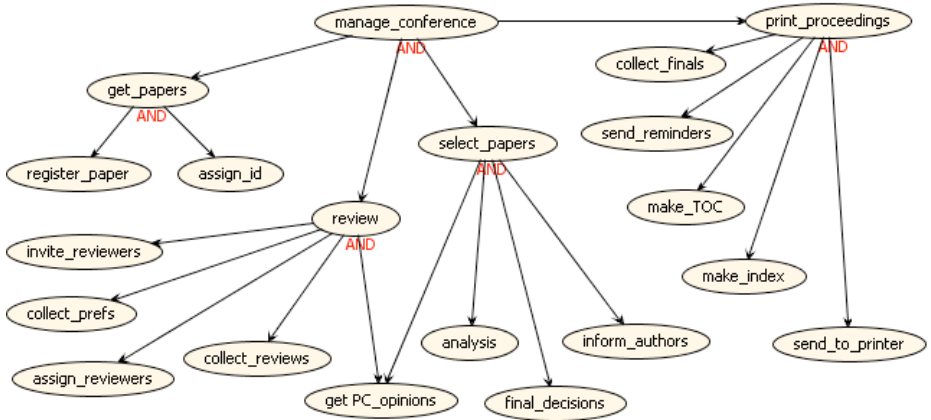 manage_conference
AND
print_proceedings
AND
collect_finals
get_papers
AND
send_reminders
select_papers
AND
register_paper
assign_id
make_TOC
review
AND
invite_reviewers
make_index
collect_prefs
analysis
inform_authors
send_to_printer
collect_reviews
assign_reviewers
get PC_opinions
final_decisions